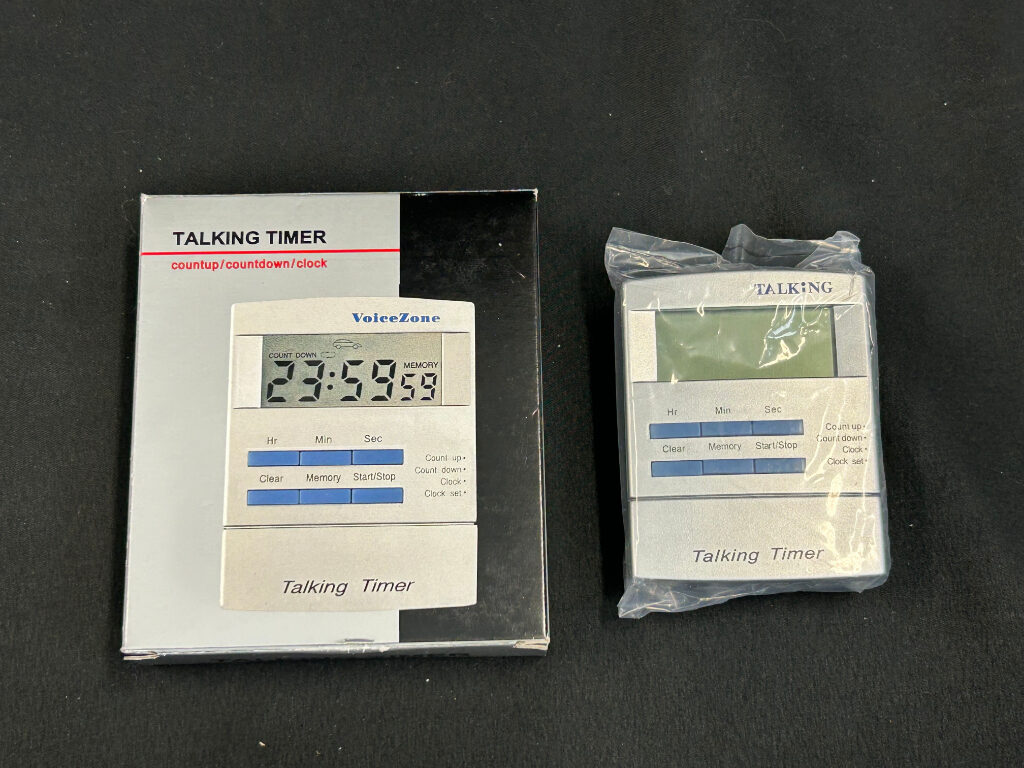 TALKING TIMER
countup/countdown/clock
VoiceZone
COUNT DOWN
MEMORY
23:59 59
Hr Min Sec
Clear Memory Start/Stop
Count up•
Count down•
Clock•
Clock set•
Talking Timer
TALKING
Hr Min Sec
Clear Memory Start/Stop
Count up•
Count down•
Clock•
Clock set•
Talking Timer